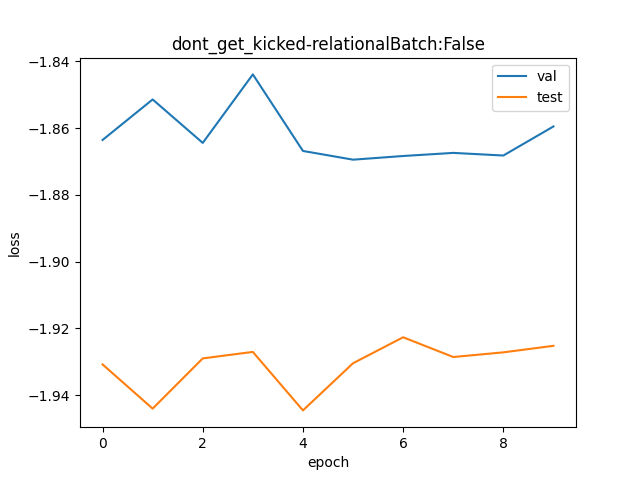 dont_get_kicked-relationalBatch:False
−1.84
−1.86
−1.88
−1.90
−1.92
−1.94
loss
val
test
0
2
4
6
8
epoch